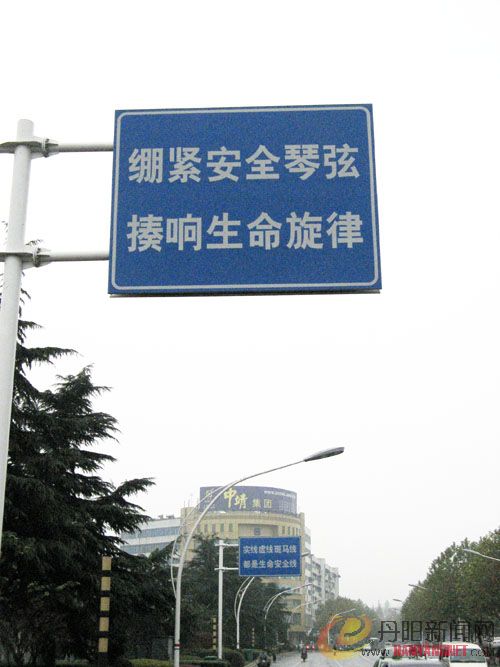 绷紧安全琴弦
揍响生命旋律
中靖集团
实线虚线斑马线
都是生命安全线
丹阳新闻网